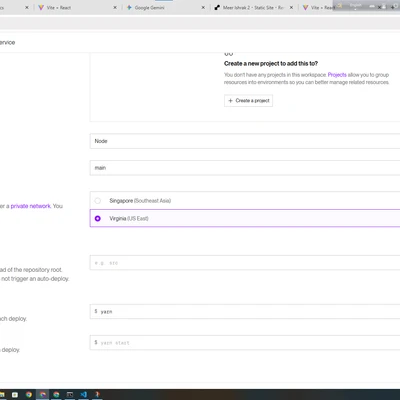 Vite + React
Google Gemini
Meer Ishrak 2 - Static Site - R
Vite + React
ervice
Create a new project to add this to?
You don't have any projects in this workspace. Projects allow you to group
resources into environments so you can better manage related resources.
+ Create a project
Node
main
er a private network. You
Singapore (Southeast Asia)
Virginia (US East)
ad of the repository root.
not trigger an auto-deploy.
e.g. src
ch deploy.
$ yarn
deploy.
$ yarn start